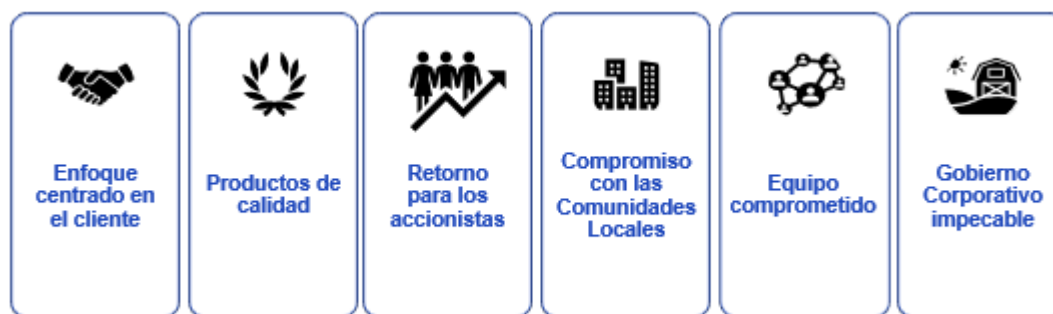 Enfoque
centrado en
el cliente
Productos de
calidad
Retorno
para los
accionistas
Compromiso
con las
Comunidades
Locales
Equipo
comprometido
Gobierno
Corporativo
impecable